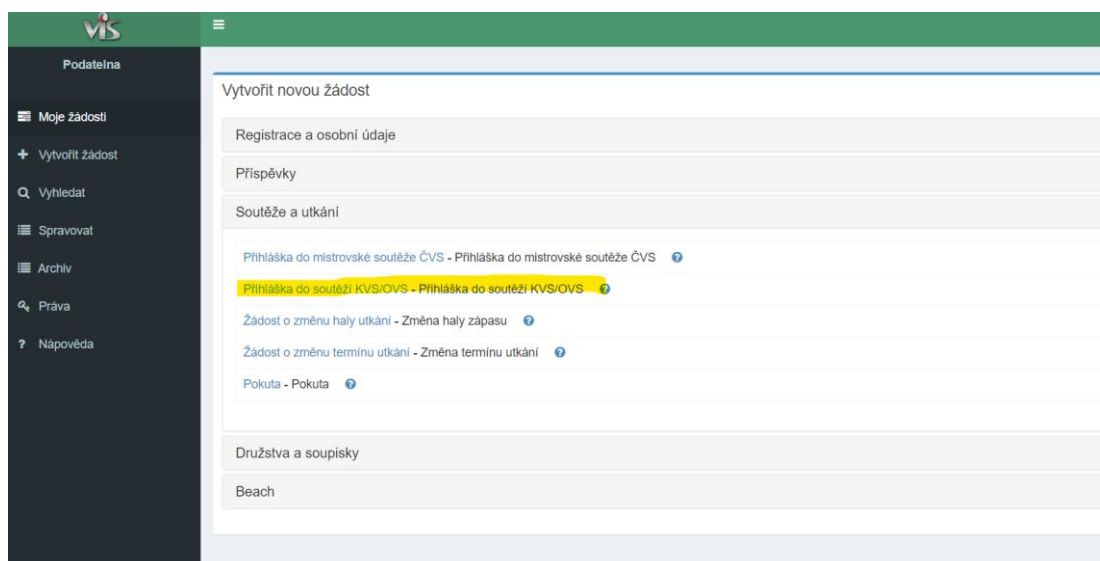 VIS
Podatelna
Moje žádosti
Vytvořit žádost
Vyhledat
Spravovat
Archiv
Práva
Nápověda
Vytvořit novou žádost
Registrace a osobní údaje
Příspěvky
Soutěže a utkání
Přihláška do mistrovské soutěže ČVS - Přihláška do mistrovské soutěže ČVS
Přihláška do soutěží KVS/OVS - Přihláška do soutěží KVS/OVS
Žádost o změnu haly utkání - Změna haly zápasu
Žádost o změnu termínu utkání - Změna termínu utkání
Pokuta - Pokuta
Družstva a soupisky
Beach